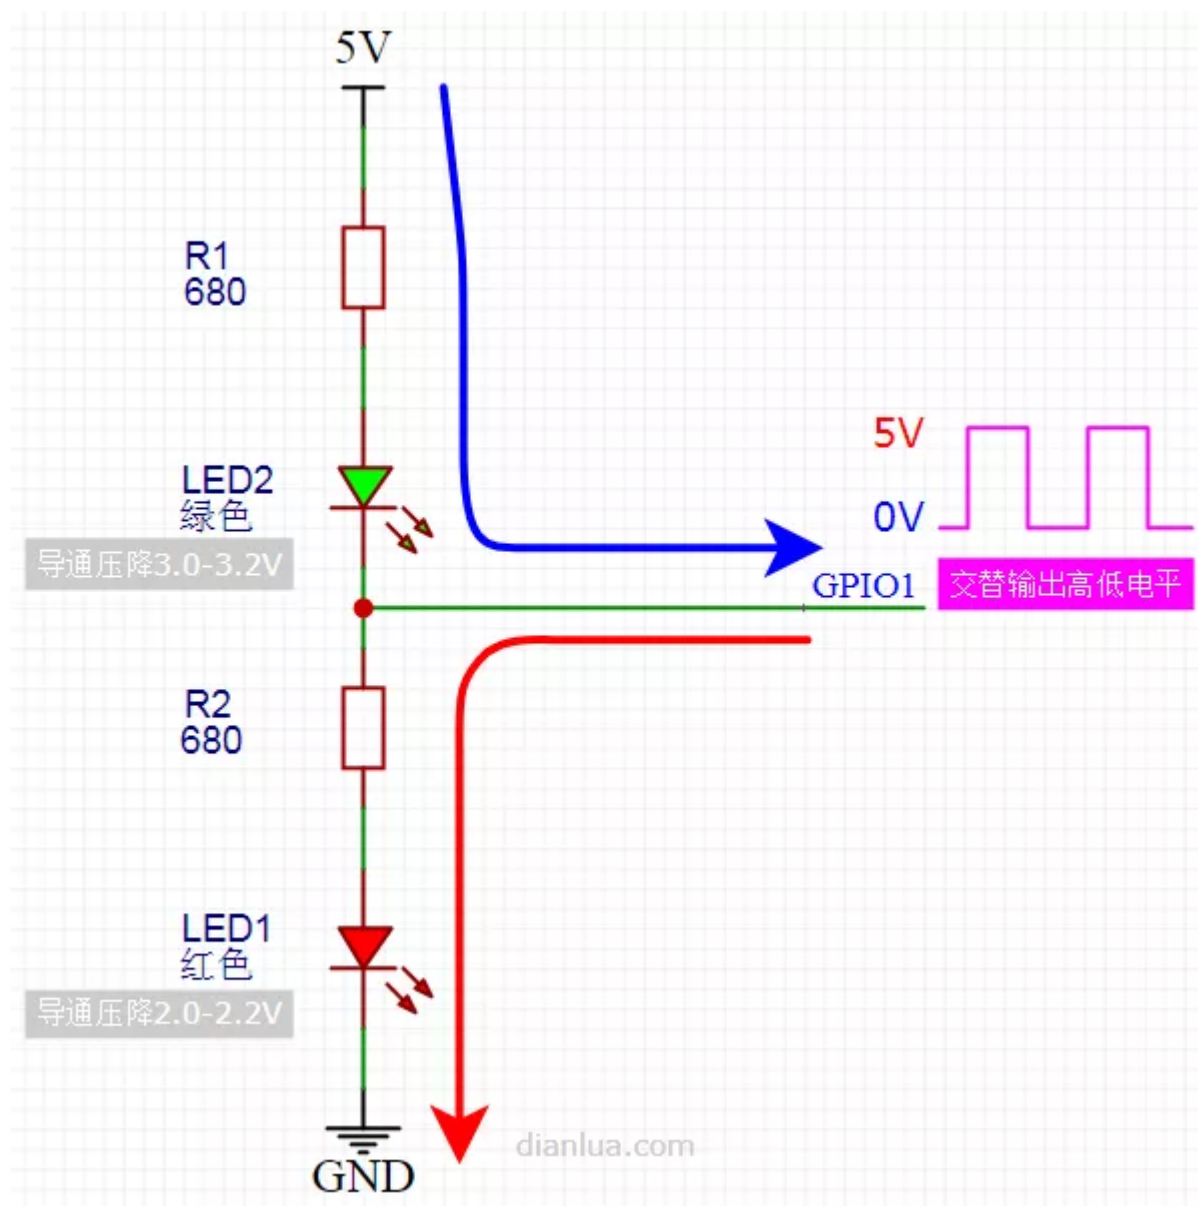 5V
R1
680
LED2
绿色
导通压降3.0-3.2V
5V
0V
GPIO1
交替输出高低电平
R2
680
LED1
红色
导通压降2.0-2.2V
dianlua.com
GND